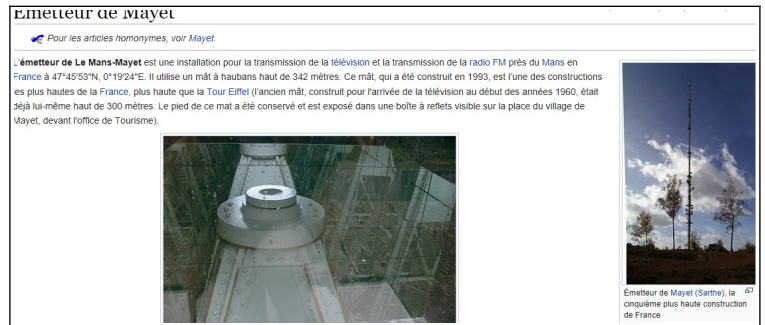 Émetteur de Mayet
Pour les articles homonymes, voir Mayet.
L'émetteur de Le Mans-Mayet est une installation pour la transmission de la télévision et la transmission de la radio FM près du Mans en
France à 47°45'53"N, 0°19'24"E. Il utilise un mât à haubans haut de 342 mètres. Ce mât, qui a été construit en 1993, est l'une des constructions
les plus hautes de la France, plus haute que la Tour Eiffel (l'ancien mât, construit pour l'arrivée de la télévision au début des années 1960, était
déjà lui-même haut de 300 mètres. Le pied de ce mat a été conservé et est exposé dans une boîte à reflets visible sur la place du village de
Mayet, devant l'office de Tourisme).
Émetteur de Mayet (Sarthe), la
cinquième plus haute construction
de France